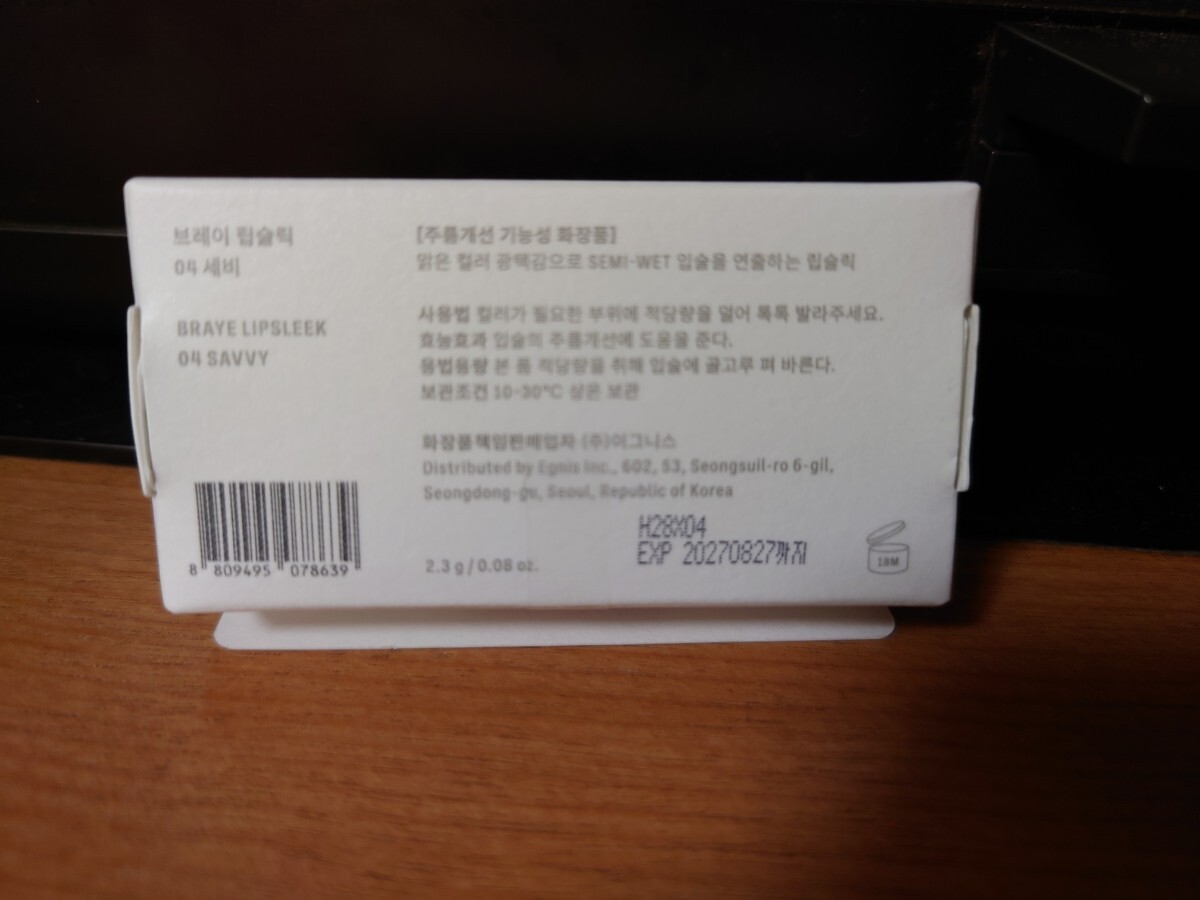 브레이 립슬릭
04 세비
BRAYE LIPSLEEK
04 SAVVY
[주름개선 기능성 화장품]
맑은 컬러 광택감으로 SEMI-WET 입술을 연출하는 립슬릭
사용법 컬러가 필요한 부위에 적당량을 덜어 톡톡 발라주세요.
효능효과 입술의 주름개선에 도움을 준다.
용법용량 본 품 적당량을 취해 입술에 골고루 펴 바른다.
보관조건 10-30℃ 상온 보관
화장품책임판매업자 (주)이그니스
Distributed by Egnis Inc., 602, 53, Seongsuil-ro 6-gil,
Seongdong-gu, Seoul, Republic of Korea
2.3 g / 0.08 oz.
H28X04
EXP 20270827까지
18M
8 809495 078639